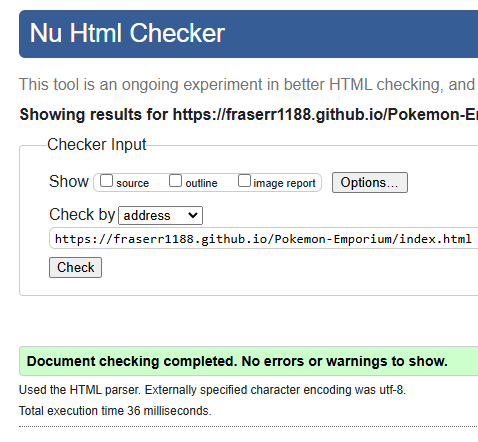 Nu Html Checker
This tool is an ongoing experiment in better HTML checking, and
Showing results for https://fraserr1188.github.io/Pokemon-E
Checker Input
Show source outline image report Options...
Check by address
https://fraserr1188.github.io/Pokemon-Emporium/index.html
Check
Document checking completed. No errors or warnings to show.
Used the HTML parser. Externally specified character encoding was utf-8.
Total execution time 36 milliseconds.